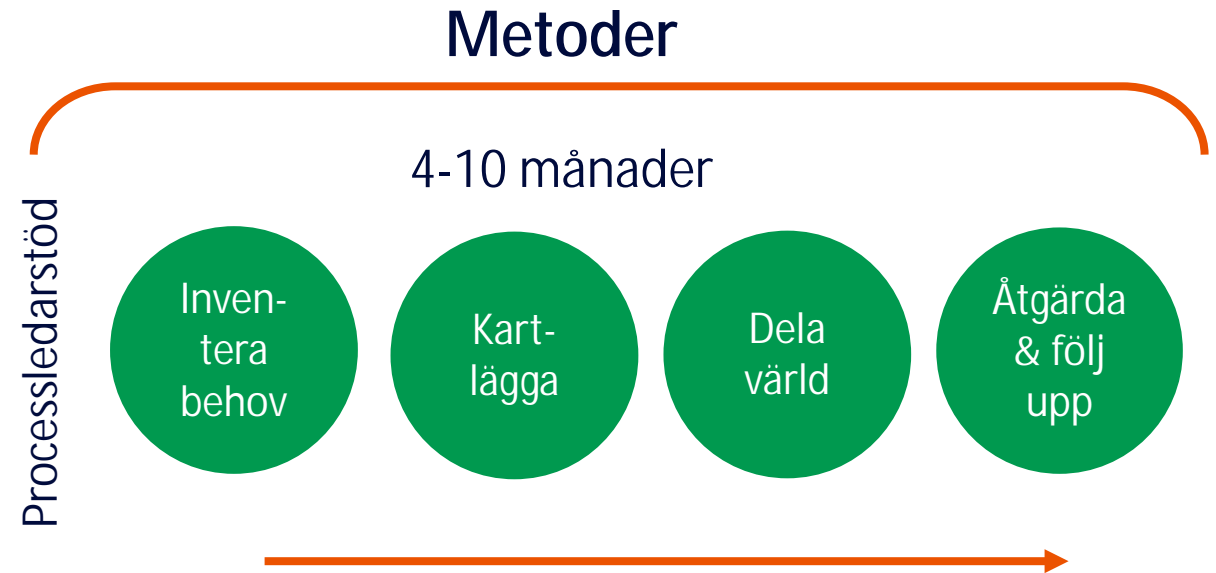 Metoder
4-10 månader
Processledarstöd
Inven-
tera
behov
Kart-
lägga
Dela
värld
Åtgärda
& följ
upp